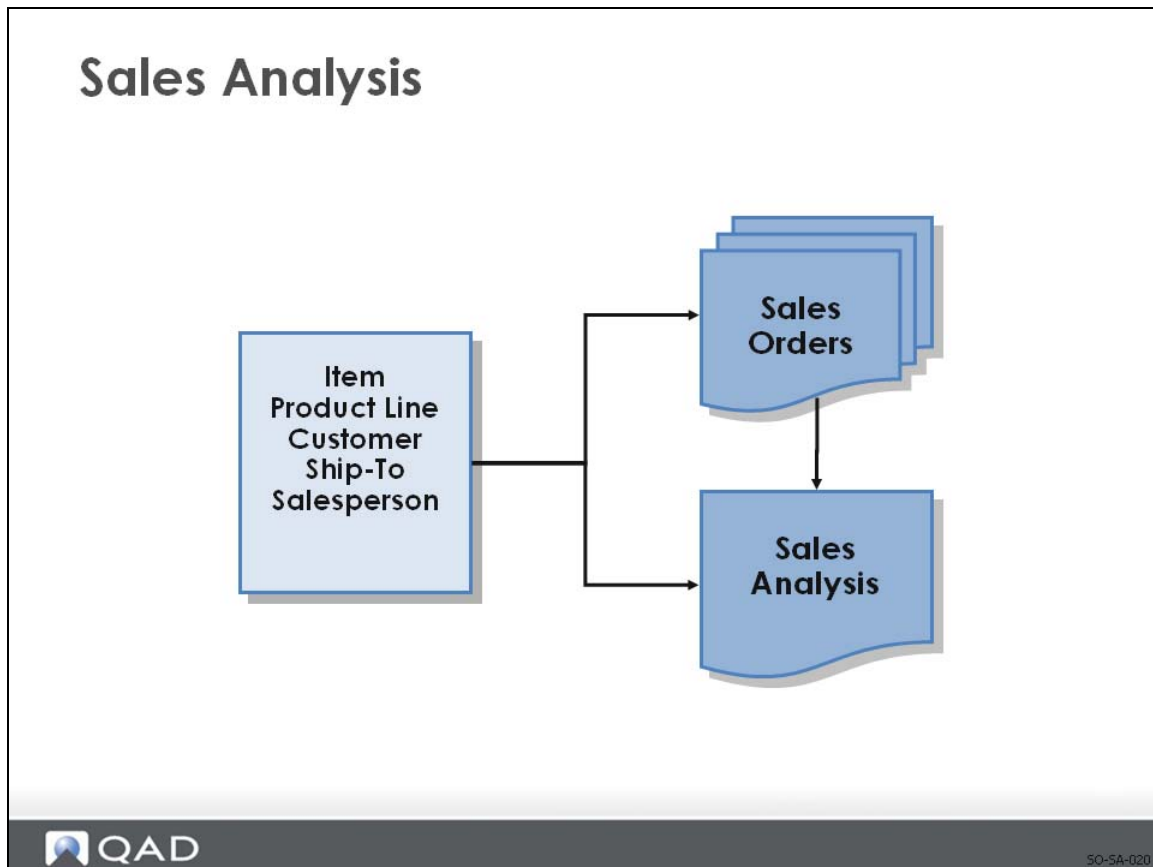 Sales Analysis
Item
Product Line
Customer
Ship-To
Salesperson
Sales
Orders
Sales
Analysis
QAD
SO-SA-020